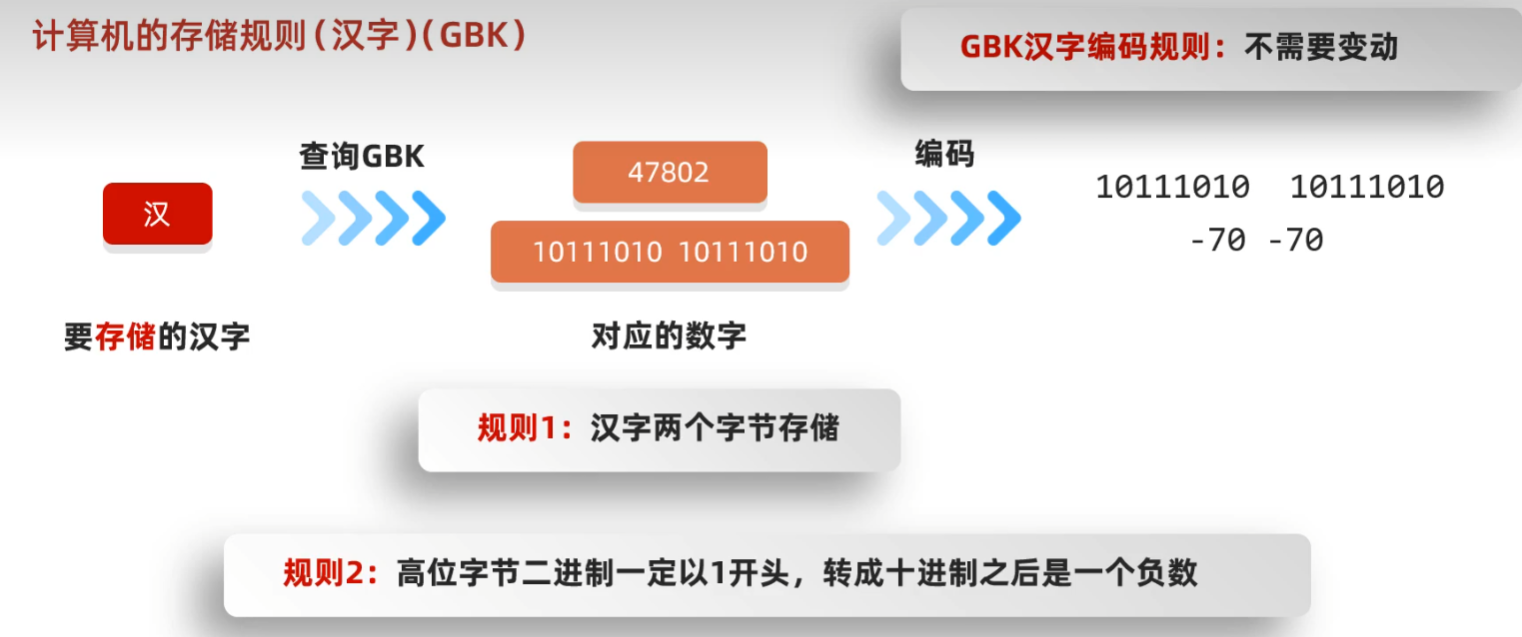 计算机的存储规则(汉字)(GBK)
GBK汉字编码规则：不需要变动
查询GBK
编码
汉
47802
10111010 10111010
10111010 10111010
-70 -70
要存储的汉字
对应的数字
规则1：汉字两个字节存储
规则2：高位字节二进制一定以1开头，转成十进制之后是一个负数